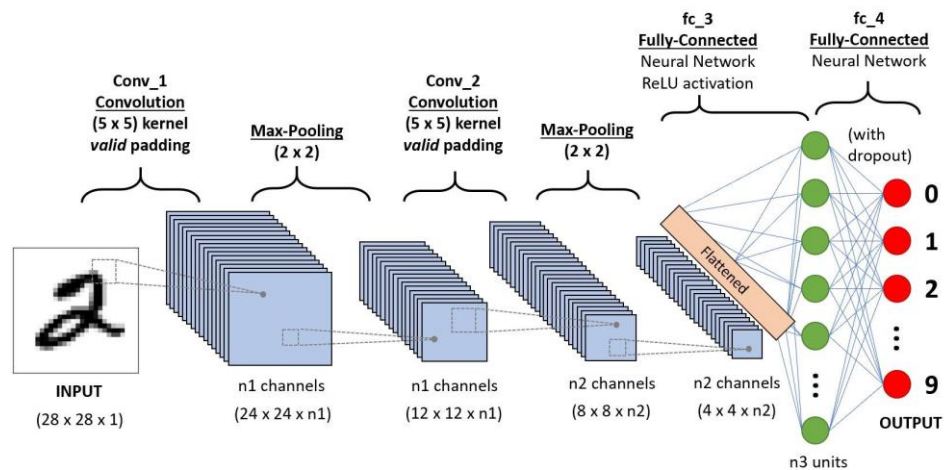 Conv_1
Convolution
(5 x 5) kernel
valid padding
Max-Pooling
(2 x 2)
Conv_2
Convolution
(5 x 5) kernel
valid padding
Max-Pooling
(2 x 2)
fc_3
Fully-Connected
Neural Network
ReLU activation
fc_4
Fully-Connected
Neural Network
(with
dropout)
2
INPUT
(28 x 28 x 1)
n1 channels
(24 x 24 x n1)
n1 channels
(12 x 12 x n1)
n2 channels
(8 x 8 x n2)
n2 channels
(4 x 4 x n2)
Flattened
n3 units
0
1
2
9
OUTPUT